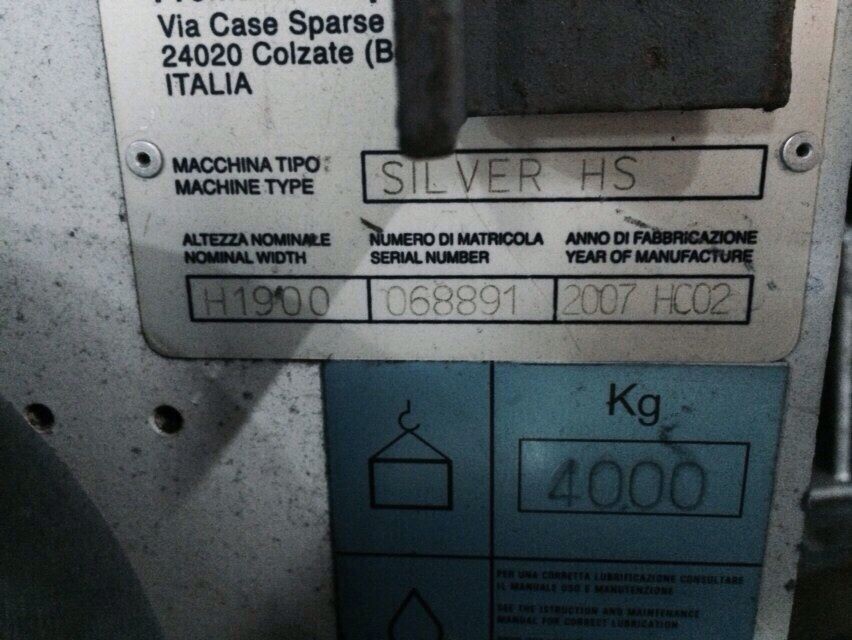 Via Case Sparse
24020 Colzate (B
ITALIA
MACCHINA TIPO
MACHINE TYPE
SILVER HS
ALTEZZA NOMINALE
NOMINAL WIDTH
NUMERO DI MATRICOLA
SERIAL NUMBER
ANNO DI FABBRICAZIONE
YEAR OF MANUFACTURE
H1900
068891
2007 HC02
Kg
4000
PER UNA CORRETTA LUBRIFICAZIONE CONSULTARE
IL MANUALE USO E MANUTENZIONE
SEE THE ISTRUCTION AND MAINTENANCE
MANUAL FOR CORRECT LUBRICATION